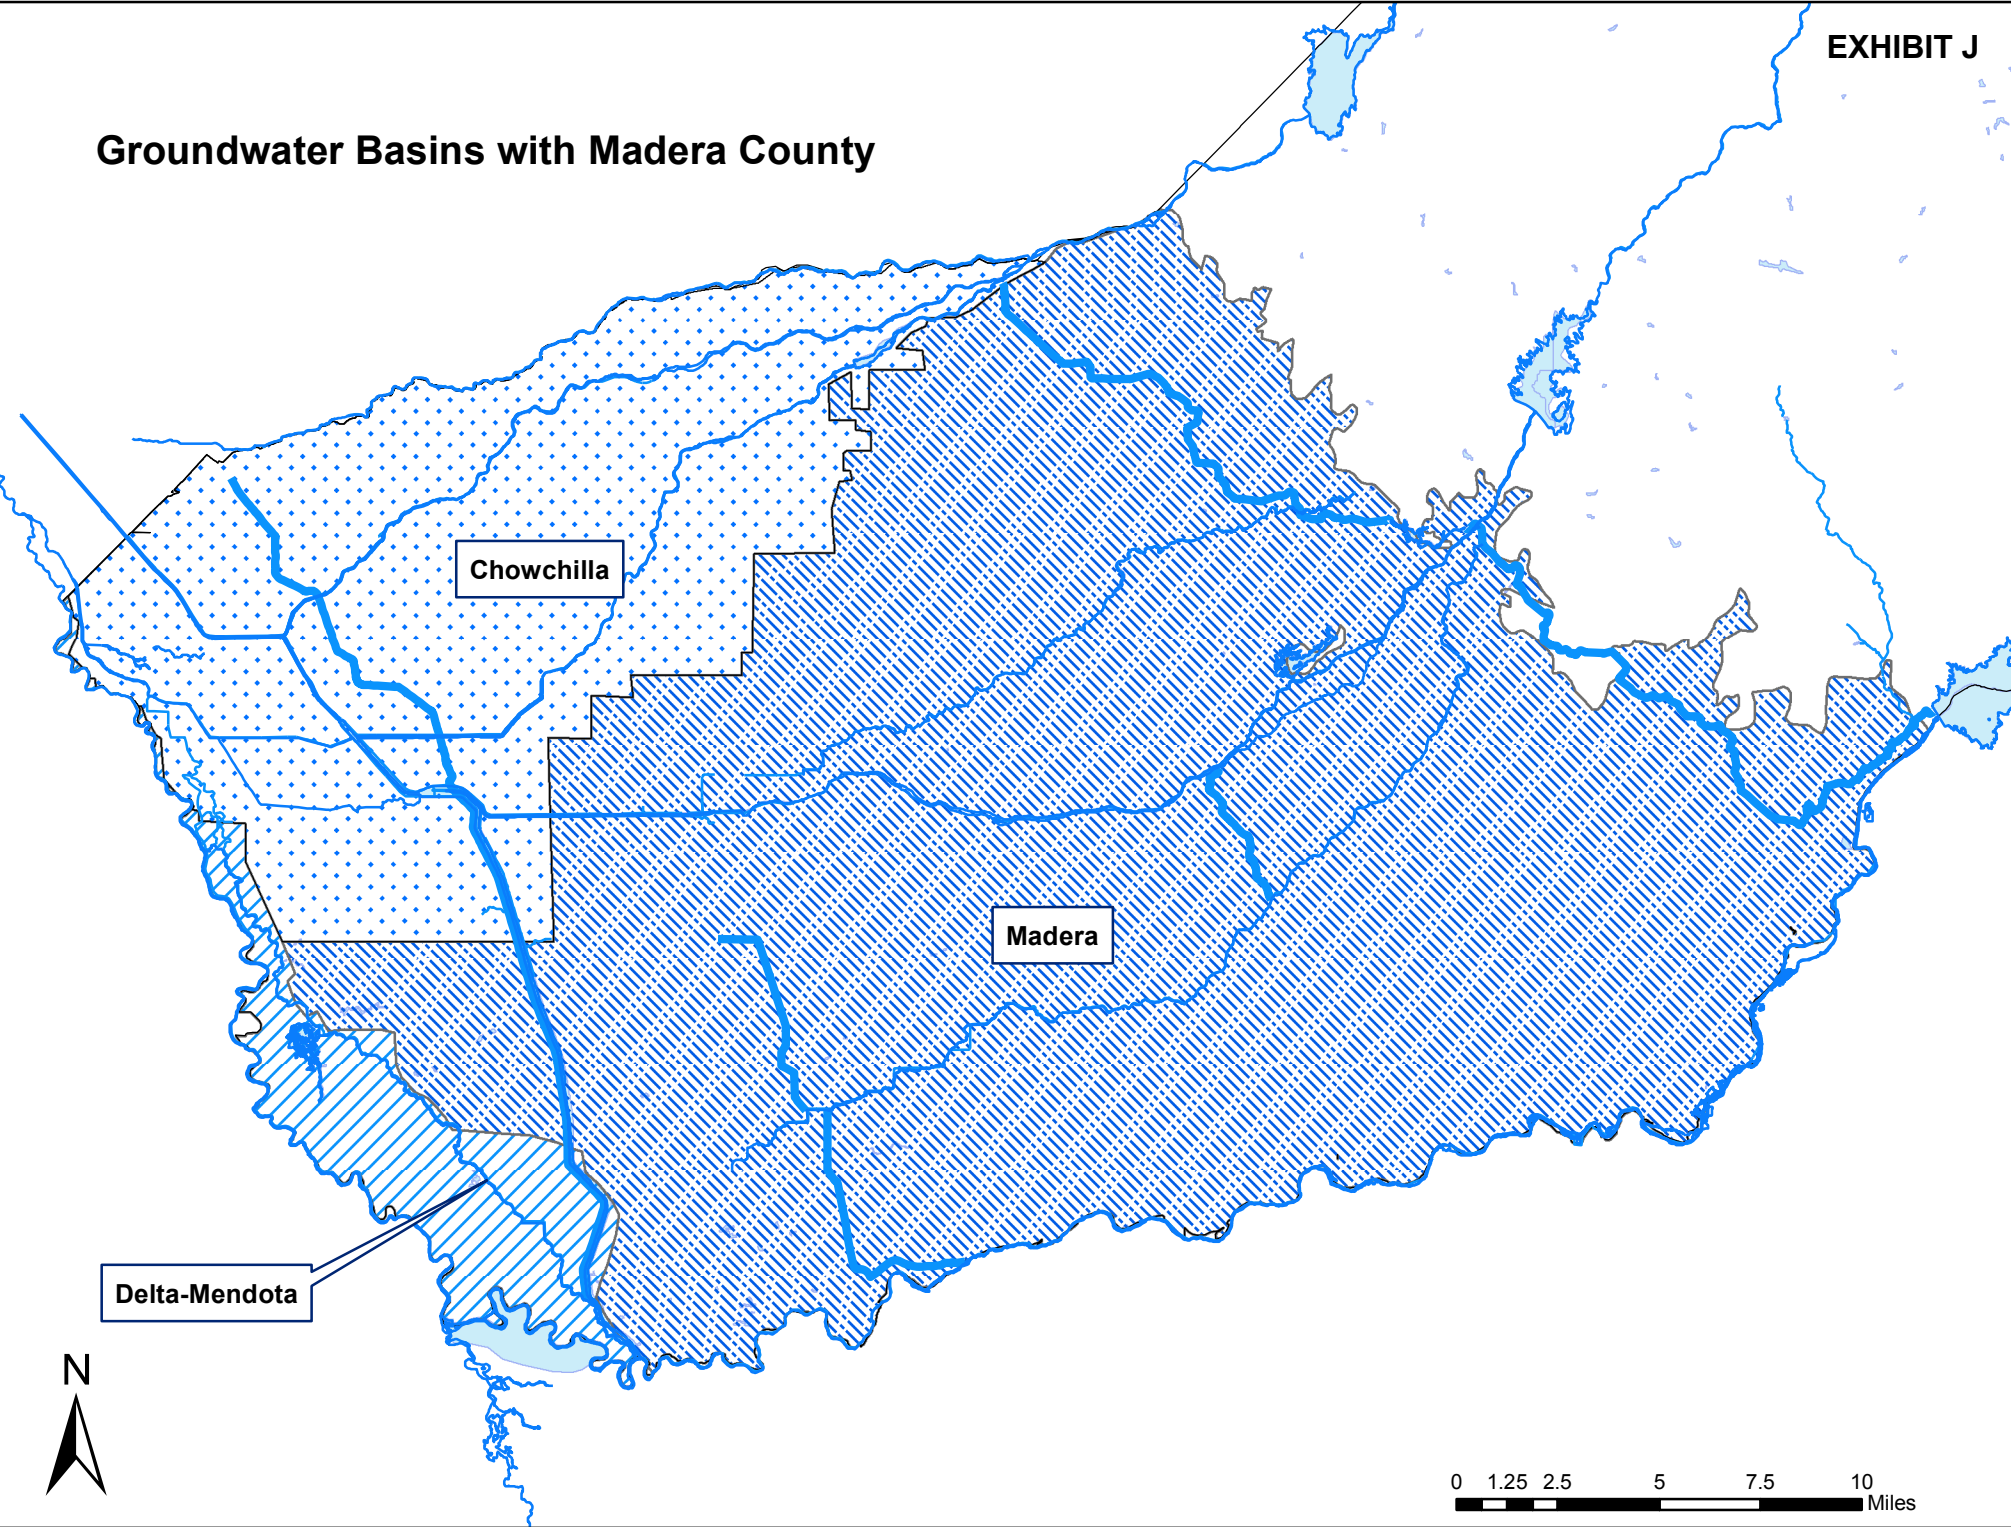 EXHIBIT J
Groundwater Basins with Madera County
Chowchilla
Madera
Delta-Mendota
N
0 1.25 2.5 5 7.5 10
Miles